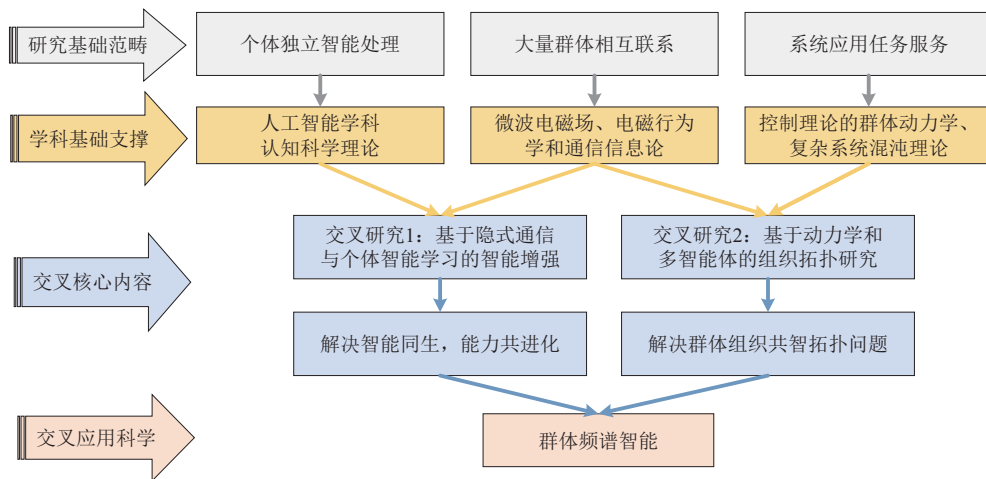 研究基础范畴
个体独立智能处理
大量群体相互联系
系统应用任务服务
学科基础支撑
人工智能学科
认知科学理论
微波电磁场、电磁行为
学和通信信息论
控制理论的群体动力学、
复杂系统混沌理论
交叉核心内容
交叉研究1：基于隐式通信
与个体智能学习的智能增强
交叉研究2：基于动力学和
多智能体的组织拓扑研究
解决智能同生，能力共进化
解决群体组织共智拓扑问题
交叉应用科学
群体频谱智能